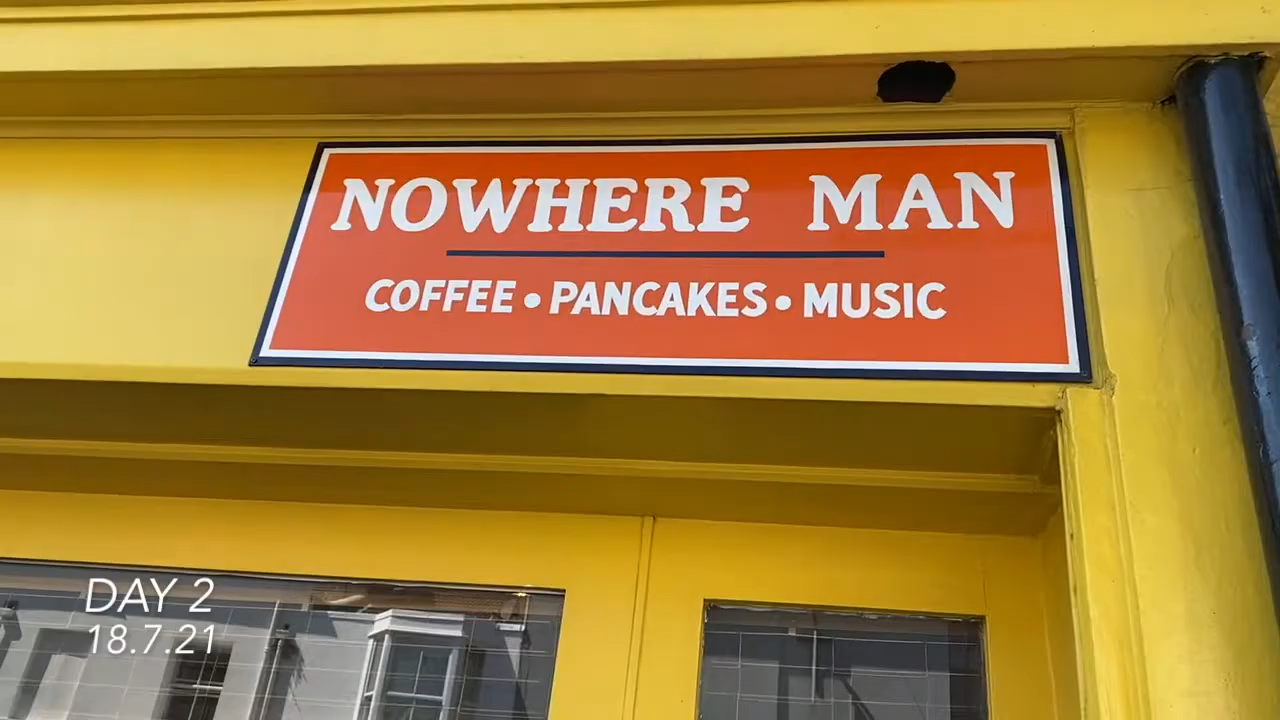 NOWHERE MAN
COFFEE • PANCAKES • MUSIC
DAY 2
18.7.21